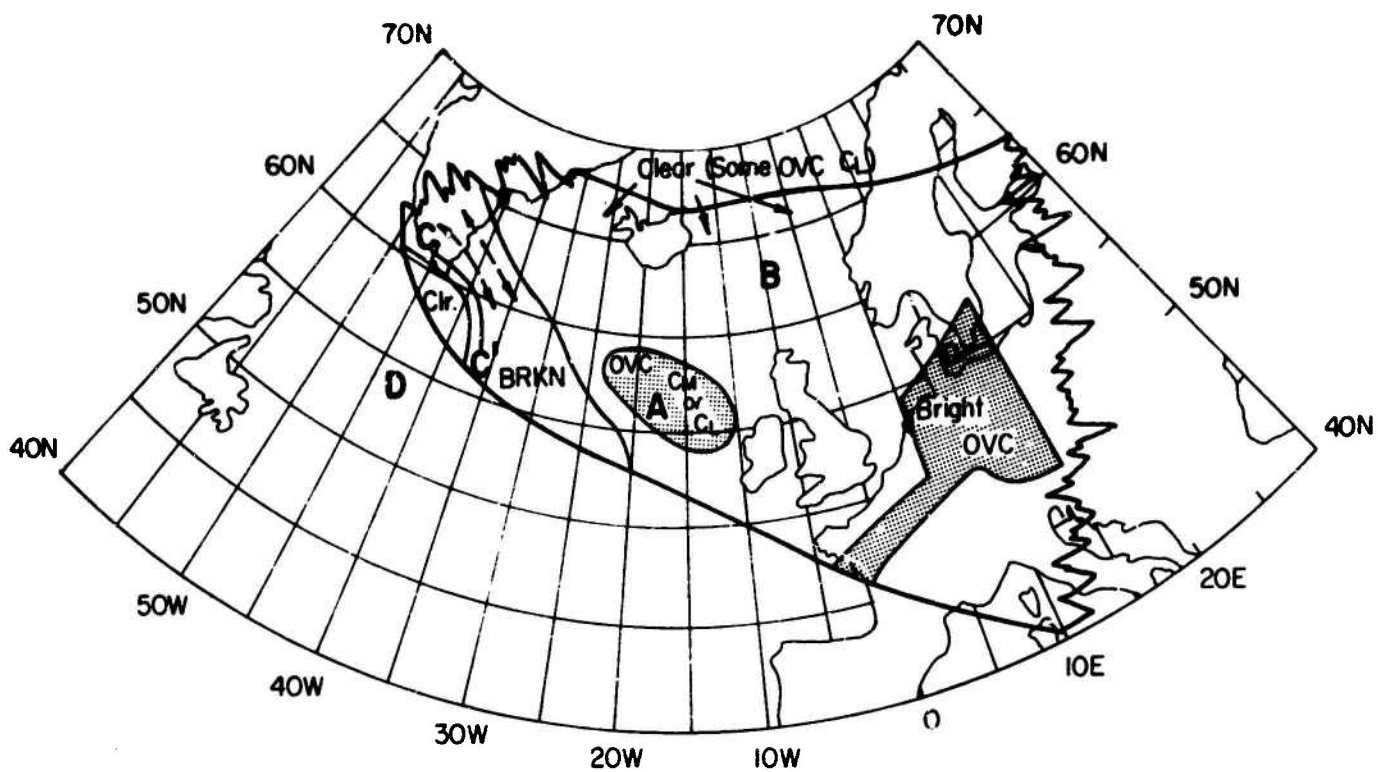 70N
70N
60N
Clear (Some OVC CL)
60N
C
B
50N
Clr.
50N
C'
BRKN
OVC
CM
or
CL
A
D
Bright
OVC
40N
40N
50W
40W
30W
20W
10W
0
10E
20E